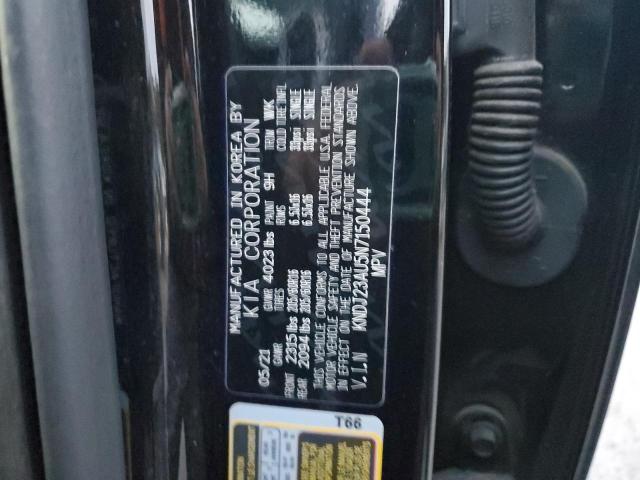 MANUFACTURED IN KOREA BY
KIA CORPORATION
05/21 GVWR 4023 lbs PAINT 9H TRIM WK
GAWR TIRES RIMS COLD TIRE INFL
FRONT 2315 lbs 205/60R16 6.5Jx16 33psi SINGLE
REAR 2094 lbs 205/60R16 6.5Jx16 33psi SINGLE
THIS VEHICLE CONFORMS TO ALL APPLICABLE U.S.A. FEDERAL
MOTOR VEHICLE SAFETY AND THEFT PREVENTION STANDARDS
IN EFFECT ON THE DATE OF MANUFACTURE SHOWN ABOVE.
V.I.N KNDJ23AU5N7150444
MPV
T66